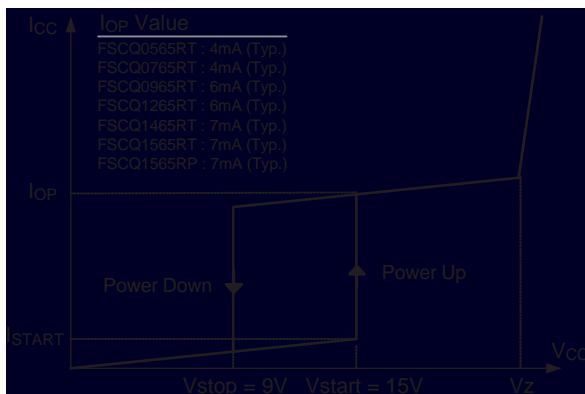 ICC
IOP Value
FSCQ0565RT : 4mA (Typ.)
FSCQ0765RT : 4mA (Typ.)
FSCQ0965RT : 6mA (Typ.)
FSCQ1265RT : 6mA (Typ.)
FSCQ1465RT : 7mA (Typ.)
FSCQ1565RT : 7mA (Typ.)
FSCQ1565RP : 7mA (Typ.)
IOP
Power Down
Power Up
ISTART
VCC
Vstop = 9V
Vstart = 15V
Vz